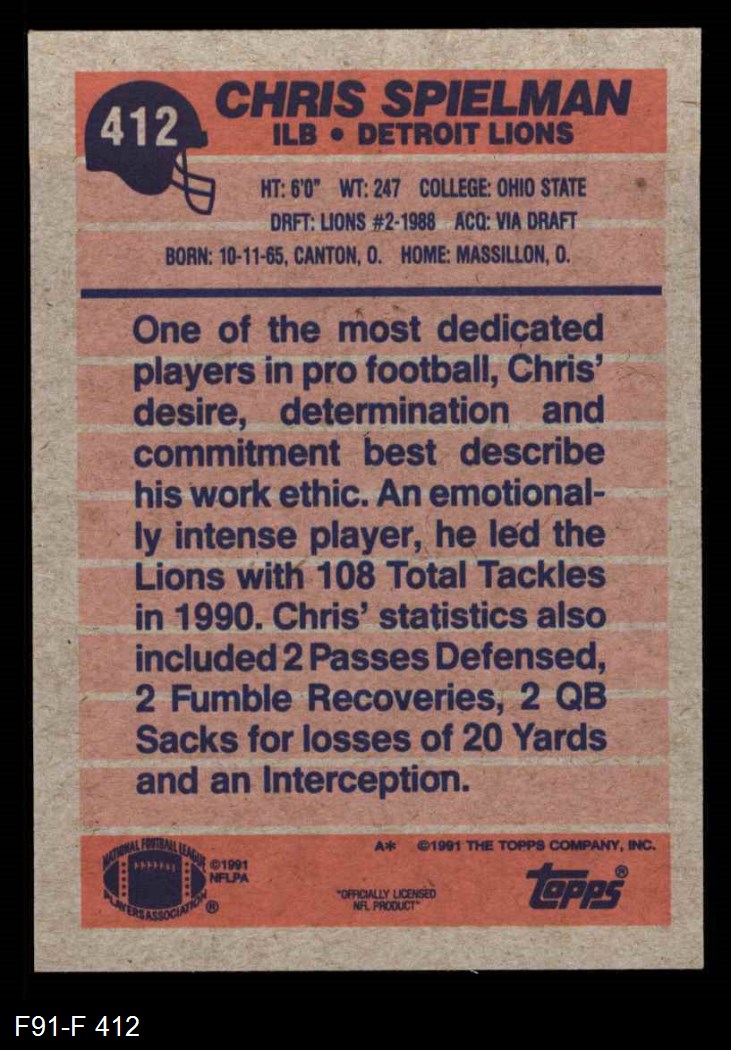 412
CHRIS SPIELMAN
ILB • DETROIT LIONS
HT: 6'0" WT: 247 COLLEGE: OHIO STATE
DRFT: LIONS #2-1988 ACQ: VIA DRAFT
BORN: 10-11-65, CANTON, O. HOME: MASSILLON, O.
One of the most dedicated
players in pro football, Chris'
desire, determination and
commitment best describe
his work ethic. An emotional-
ly intense player, he led the
Lions with 108 Total Tackles
in 1990. Chris' statistics also
included 2 Passes Defensed,
2 Fumble Recoveries, 2 QB
Sacks for losses of 20 Yards
and an Interception.
NATIONAL FOOTBALL LEAGUE
PLAYERS ASSOCIATION ®
©1991
NFLPA
A* ©1991 THE TOPPS COMPANY, INC.
"OFFICIALLY LICENSED
NFL PRODUCT"
topps®
F91-F 412